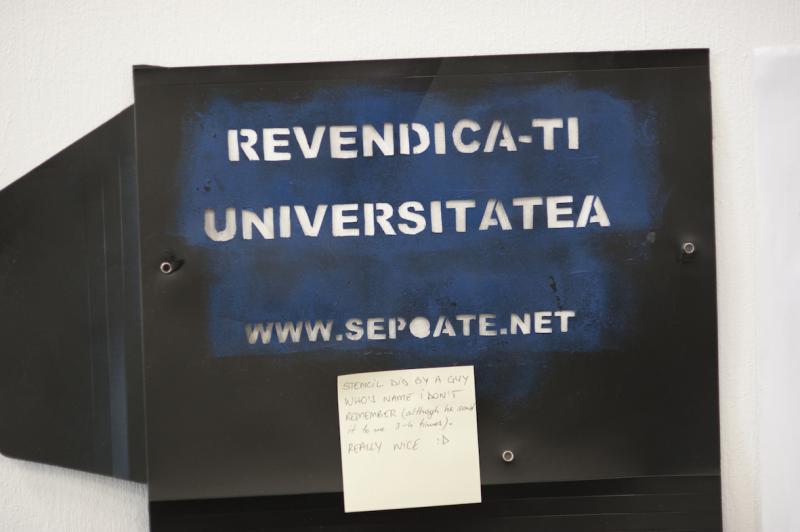 REVENDICA-TI
UNIVERSITATEA
WWW.SEPOATE.NET
STENCIL DID BY A GUY
WHO'S NAME I DON'T
REMEMBER (although he said
it to me 3-4 times).
REALLY NICE :D